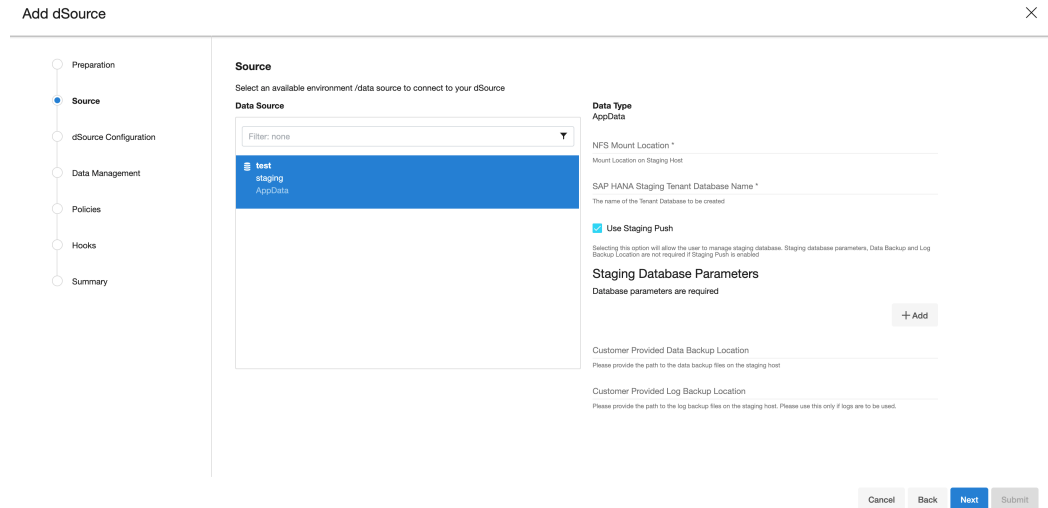 Add dSource
Preparation
Source
dSource Configuration
Data Management
Policies
Hooks
Summary
Source
Select an available environment /data source to connect to your dSource
Data Source
Filter: none
test
staging
AppData
Data Type
AppData
NFS Mount Location *
Mount Location on Staging Host
SAP HANA Staging Tenant Database Name *
The name of the Tenant Database to be created
Use Staging Push
Selecting this option will allow the user to manage staging database. Staging database parameters, Data Backup and Log
Backup Location are not required if Staging Push is enabled
Staging Database Parameters
Database parameters are required
+ Add
Customer Provided Data Backup Location
Please provide the path to the data backup files on the staging host
Customer Provided Log Backup Location
Please provide the path to the log backup files on the staging host. Please use this only if logs are to be used.
Cancel Back Next Submit